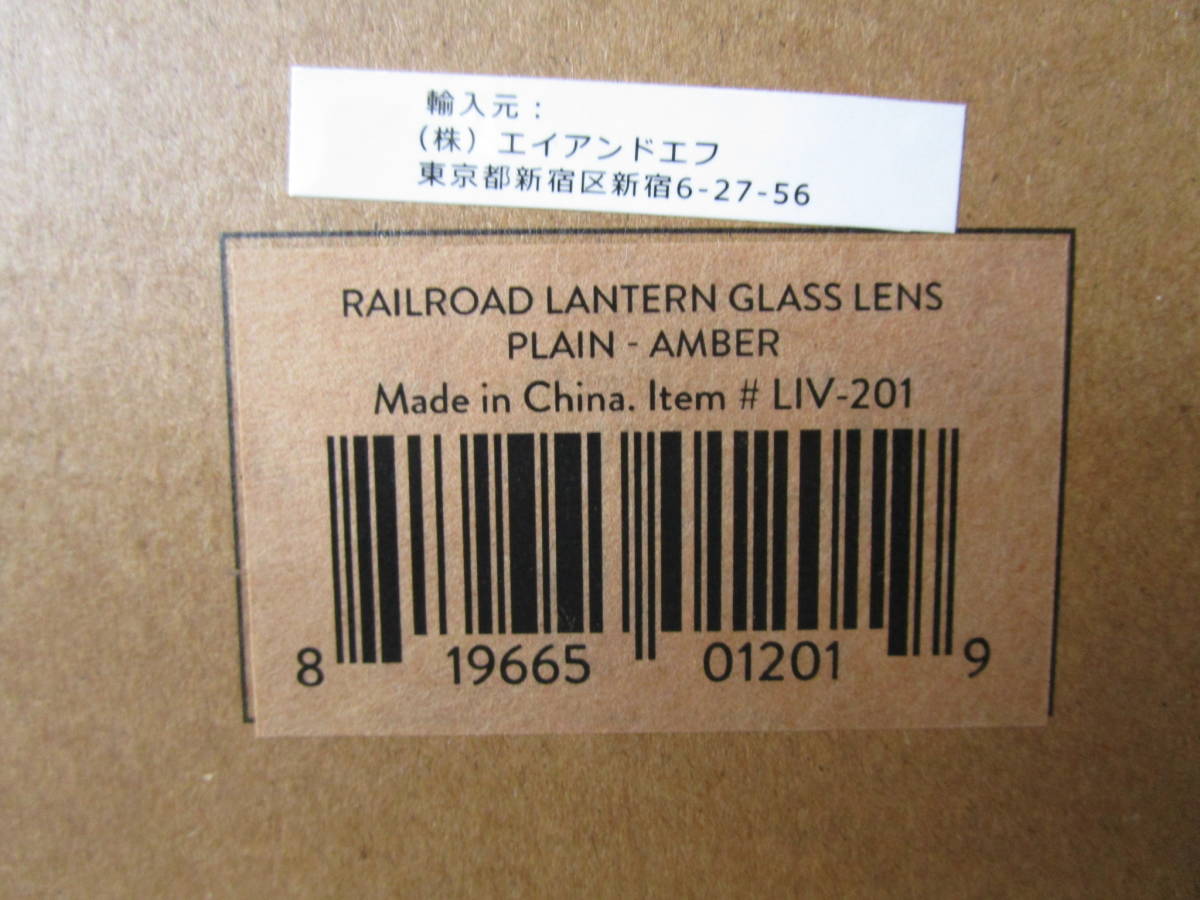 輸入元：
（株）エイアンドエフ
東京都新宿区新宿6-27-56
RAILROAD LANTERN GLASS LENS
PLAIN - AMBER
Made in China. Item # LIV-201
8 19665 01201 9